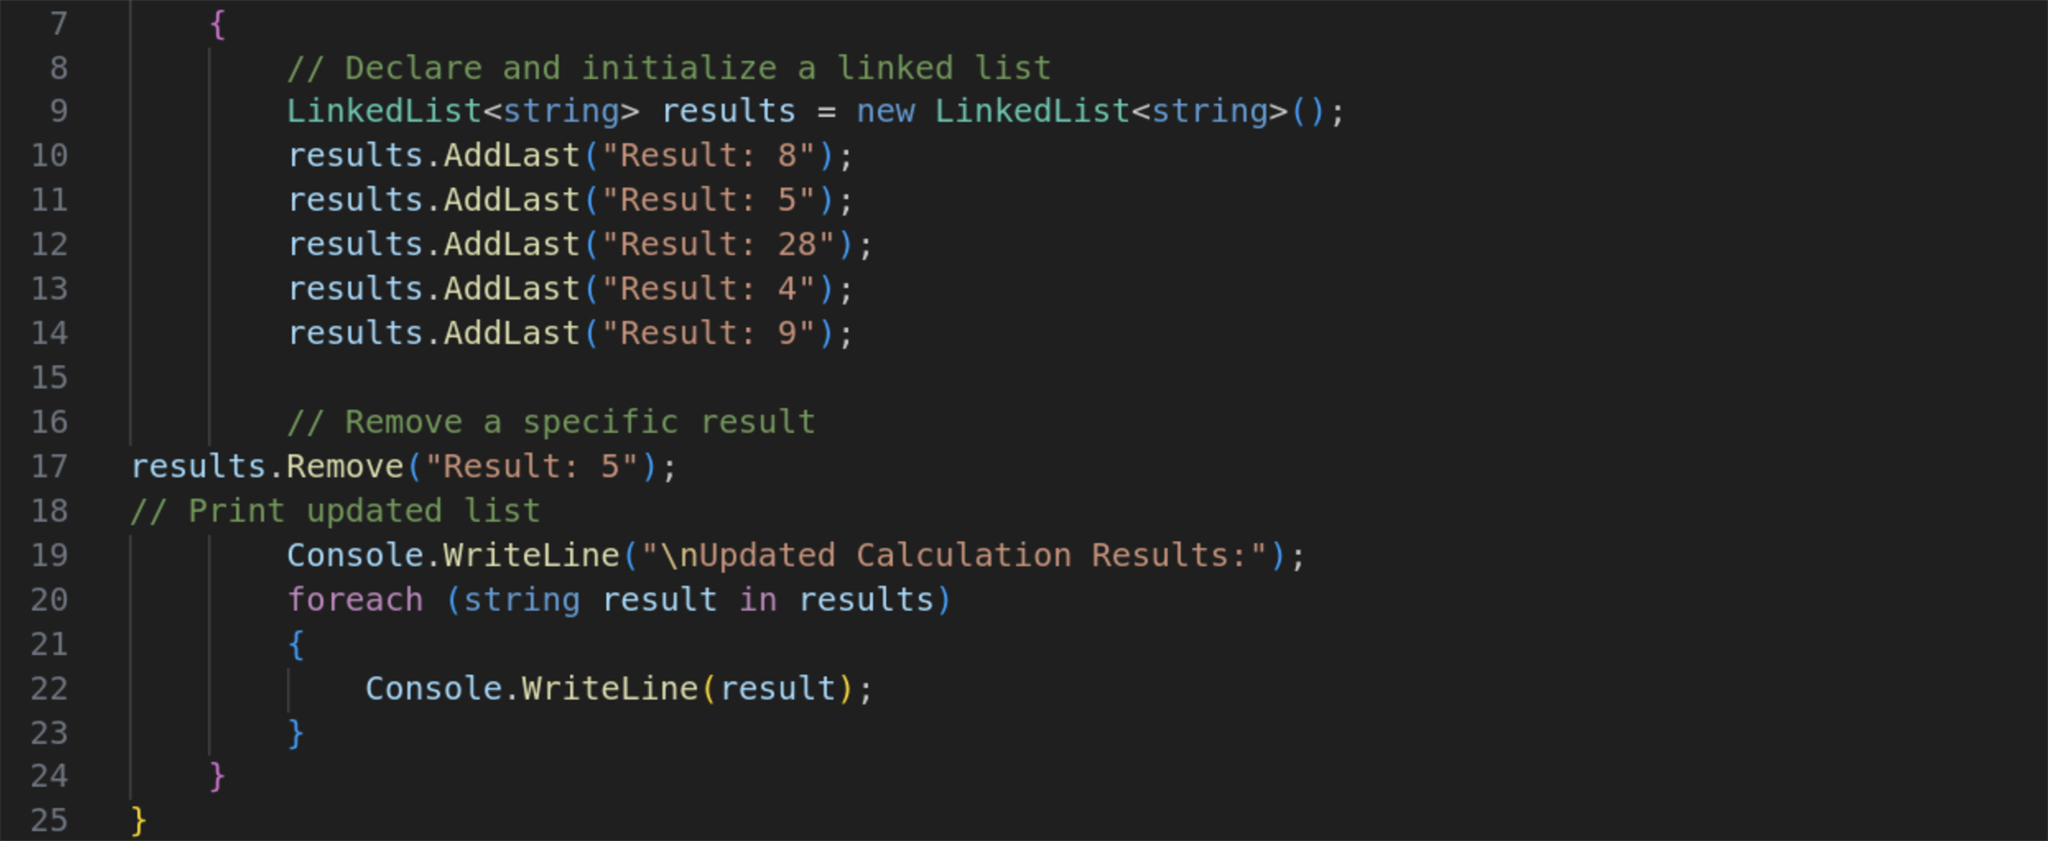 7 {
8 // Declare and initialize a linked list
9 LinkedList<string> results = new LinkedList<string>();
10 results.AddLast("Result: 8");
11 results.AddLast("Result: 5");
12 results.AddLast("Result: 28");
13 results.AddLast("Result: 4");
14 results.AddLast("Result: 9");
15
16 // Remove a specific result
17 results.Remove("Result: 5");
18 // Print updated list
19 Console.WriteLine("\nUpdated Calculation Results:");
20 foreach (string result in results)
21 {
22 Console.WriteLine(result);
23 }
24 }
25 }